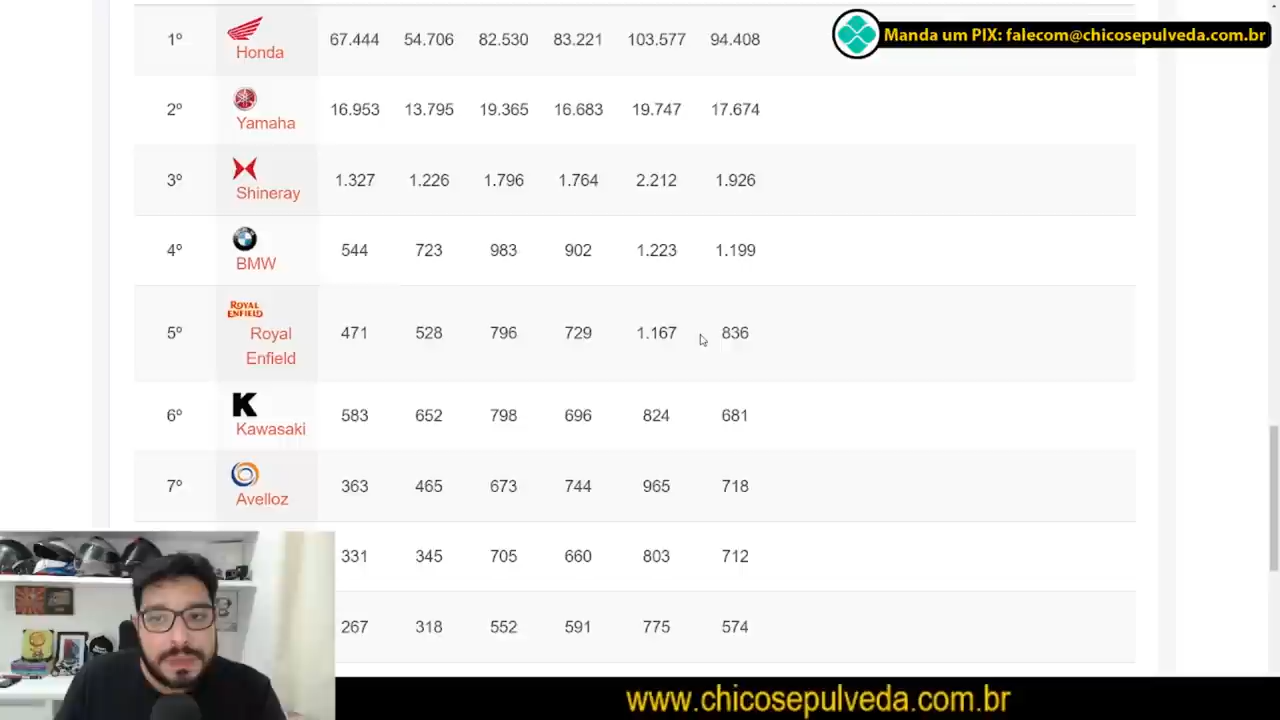 1º Honda 67.444 54.706 82.530 83.221 103.577 94.408
Manda um PIX: falecom@chicosepulveda.com.br
2º Yamaha 16.953 13.795 19.365 16.683 19.747 17.674
3º Shineray 1.327 1.226 1.796 1.764 2.212 1.926
4º BMW 544 723 983 902 1.223 1.199
ROYAL
ENFIELD
5º Royal 471 528 796 729 1.167 836
Enfield
K
6º Kawasaki 583 652 798 696 824 681
7º Avelloz 363 465 673 744 965 718
331 345 705 660 803 712
267 318 552 591 775 574
www.chicosepulveda.com.br